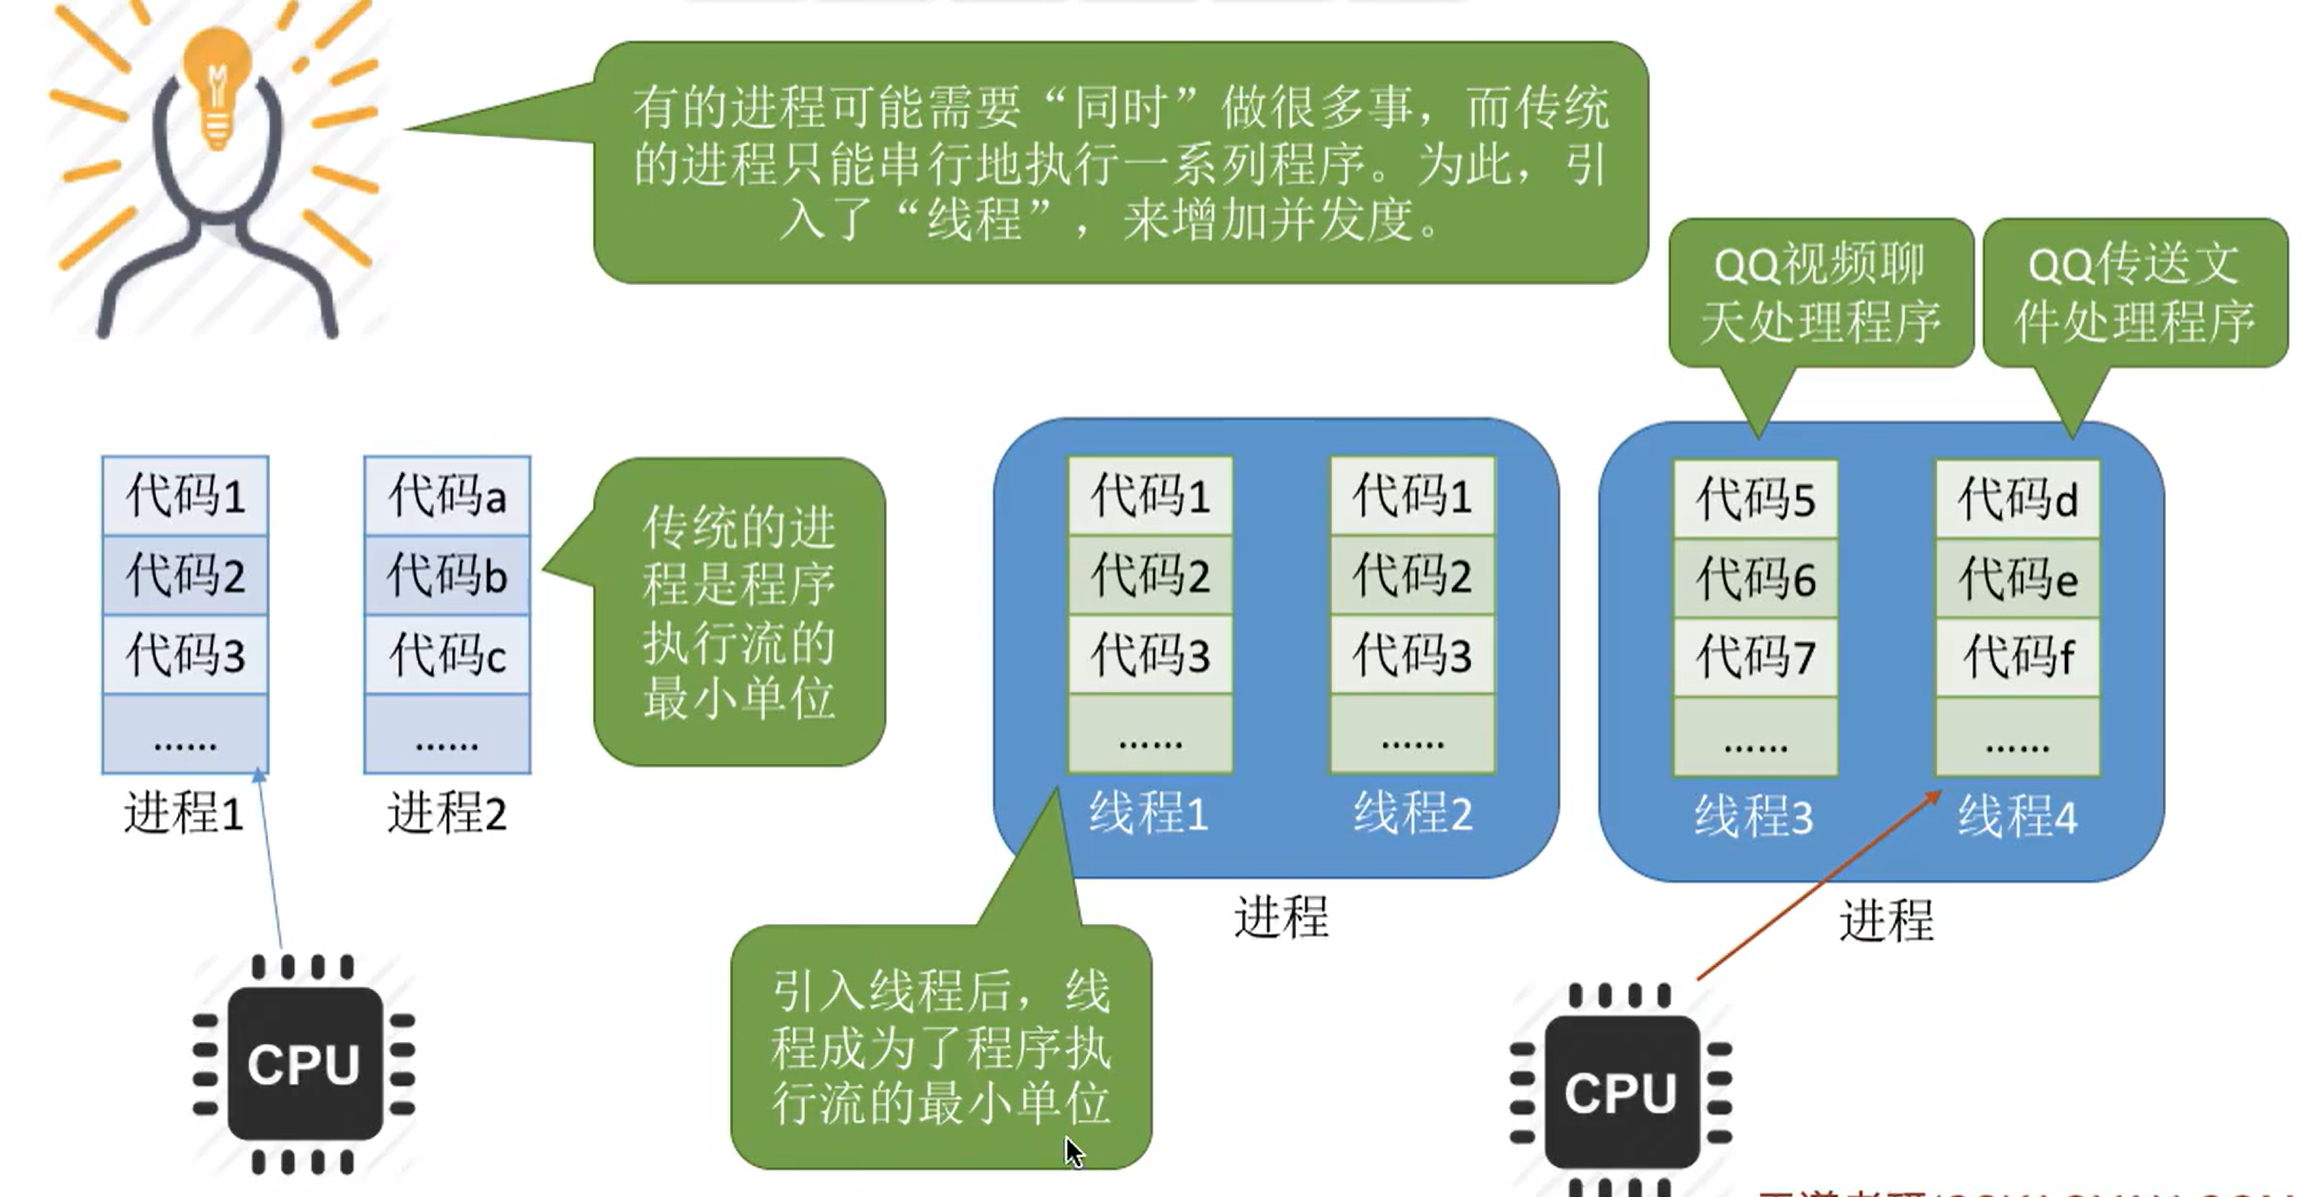 有的进程可能需要“同时”做很多事，而传统
的进程只能串行地执行一系列程序。为此，引
入了“线程”，来增加并发度。
QQ视频聊
天处理程序
QQ传送文
件处理程序
代码1
代码2
代码3
……
进程1
代码a
代码b
代码c
……
进程2
传统的进
程是程序
执行流的
最小单位
代码1
代码2
代码3
……
线程1
代码1
代码2
代码3
……
线程2
进程
代码5
代码6
代码7
……
线程3
代码d
代码e
代码f
……
线程4
进程
引入线程后，线
程成为了程序执
行流的最小单位
CPU
CPU